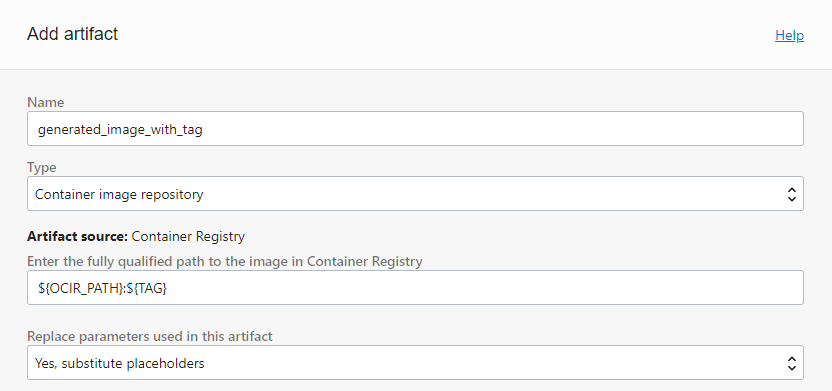 Add artifact
Help
Name
generated_image_with_tag
Type
Container image repository
Artifact source: Container Registry
Enter the fully qualified path to the image in Container Registry
${OCIR_PATH}:${TAG}
Replace parameters used in this artifact
Yes, substitute placeholders